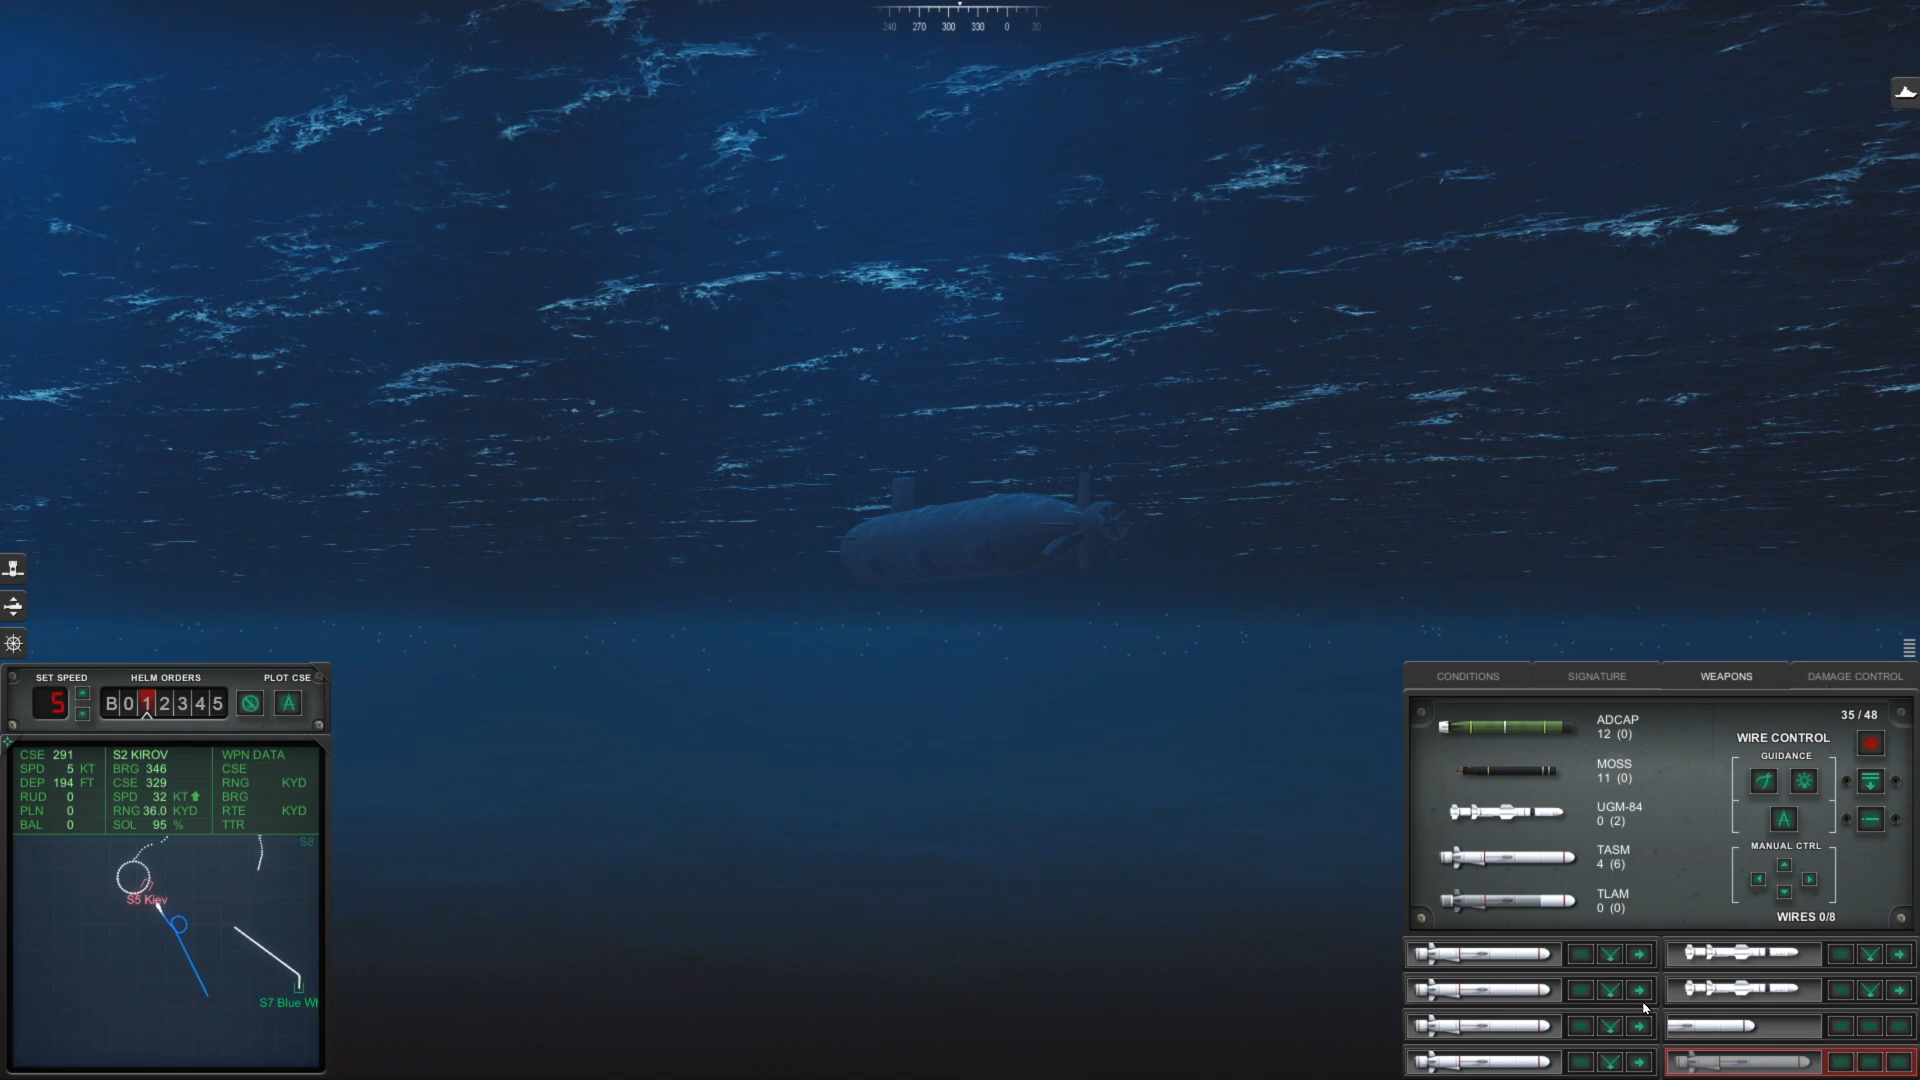 240 270 300 330 0 30
SET SPEED HELM ORDERS PLOT CSE
5 B 0 1 2 3 4 5
CSE 291 S2 KIROV WPN DATA
SPD 5 KT BRG 346 CSE
DEP 194 FT CSE 329 RNG KYD
RUD 0 SPD 32 KT BRG
PLN 0 RNG 36.0 KYD RTE KYD
BAL 0 SOL 95 % TTR
S8
S5 Kiev
S7 Blue Wh
CONDITIONS SIGNATURE WEAPONS DAMAGE CONTROL
35 / 48
ADCAP
12 (0)
MOSS
11 (0)
UGM-84
0 (2)
TASM
4 (6)
TLAM
0 (0)
WIRE CONTROL
GUIDANCE
MANUAL CTRL
WIRES 0/8